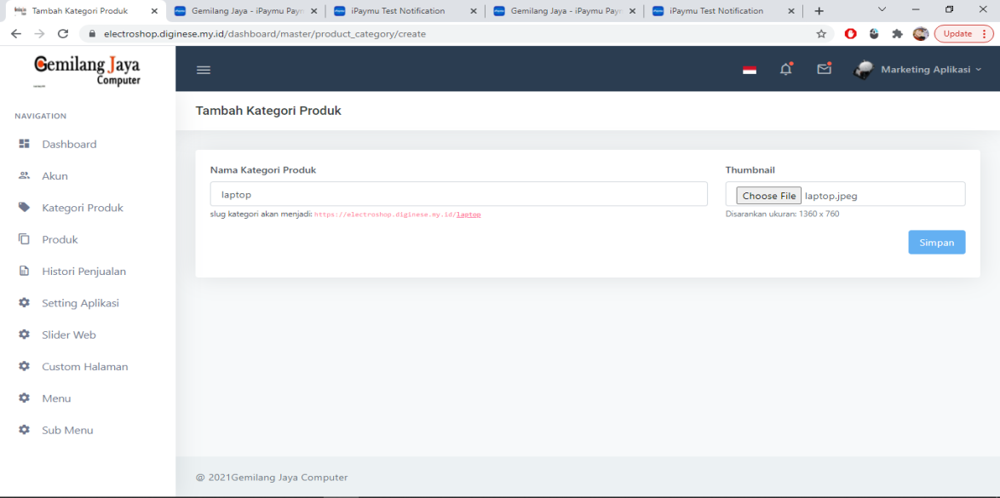 Tambah Kategori Produk
Gemilang Jaya - iPaymu Paym
iPaymu Test Notification
Gemilang Jaya - iPaymu Paym
iPaymu Test Notification
electroshop.diginese.my.id/dashboard/master/product_category/create
Update
Gemilang Jaya
Computer
Marketing Aplikasi
NAVIGATION
Tambah Kategori Produk
Dashboard
Akun
Kategori Produk
Produk
Histori Penjualan
Setting Aplikasi
Slider Web
Custom Halaman
Menu
Sub Menu
Nama Kategori Produk
laptop
slug kategori akan menjadi: https://electroshop.diginese.my.id/laptop
Thumbnail
Choose File laptop.jpeg
Disarankan ukuran: 1360 x 760
Simpan
@ 2021Gemilang Jaya Computer